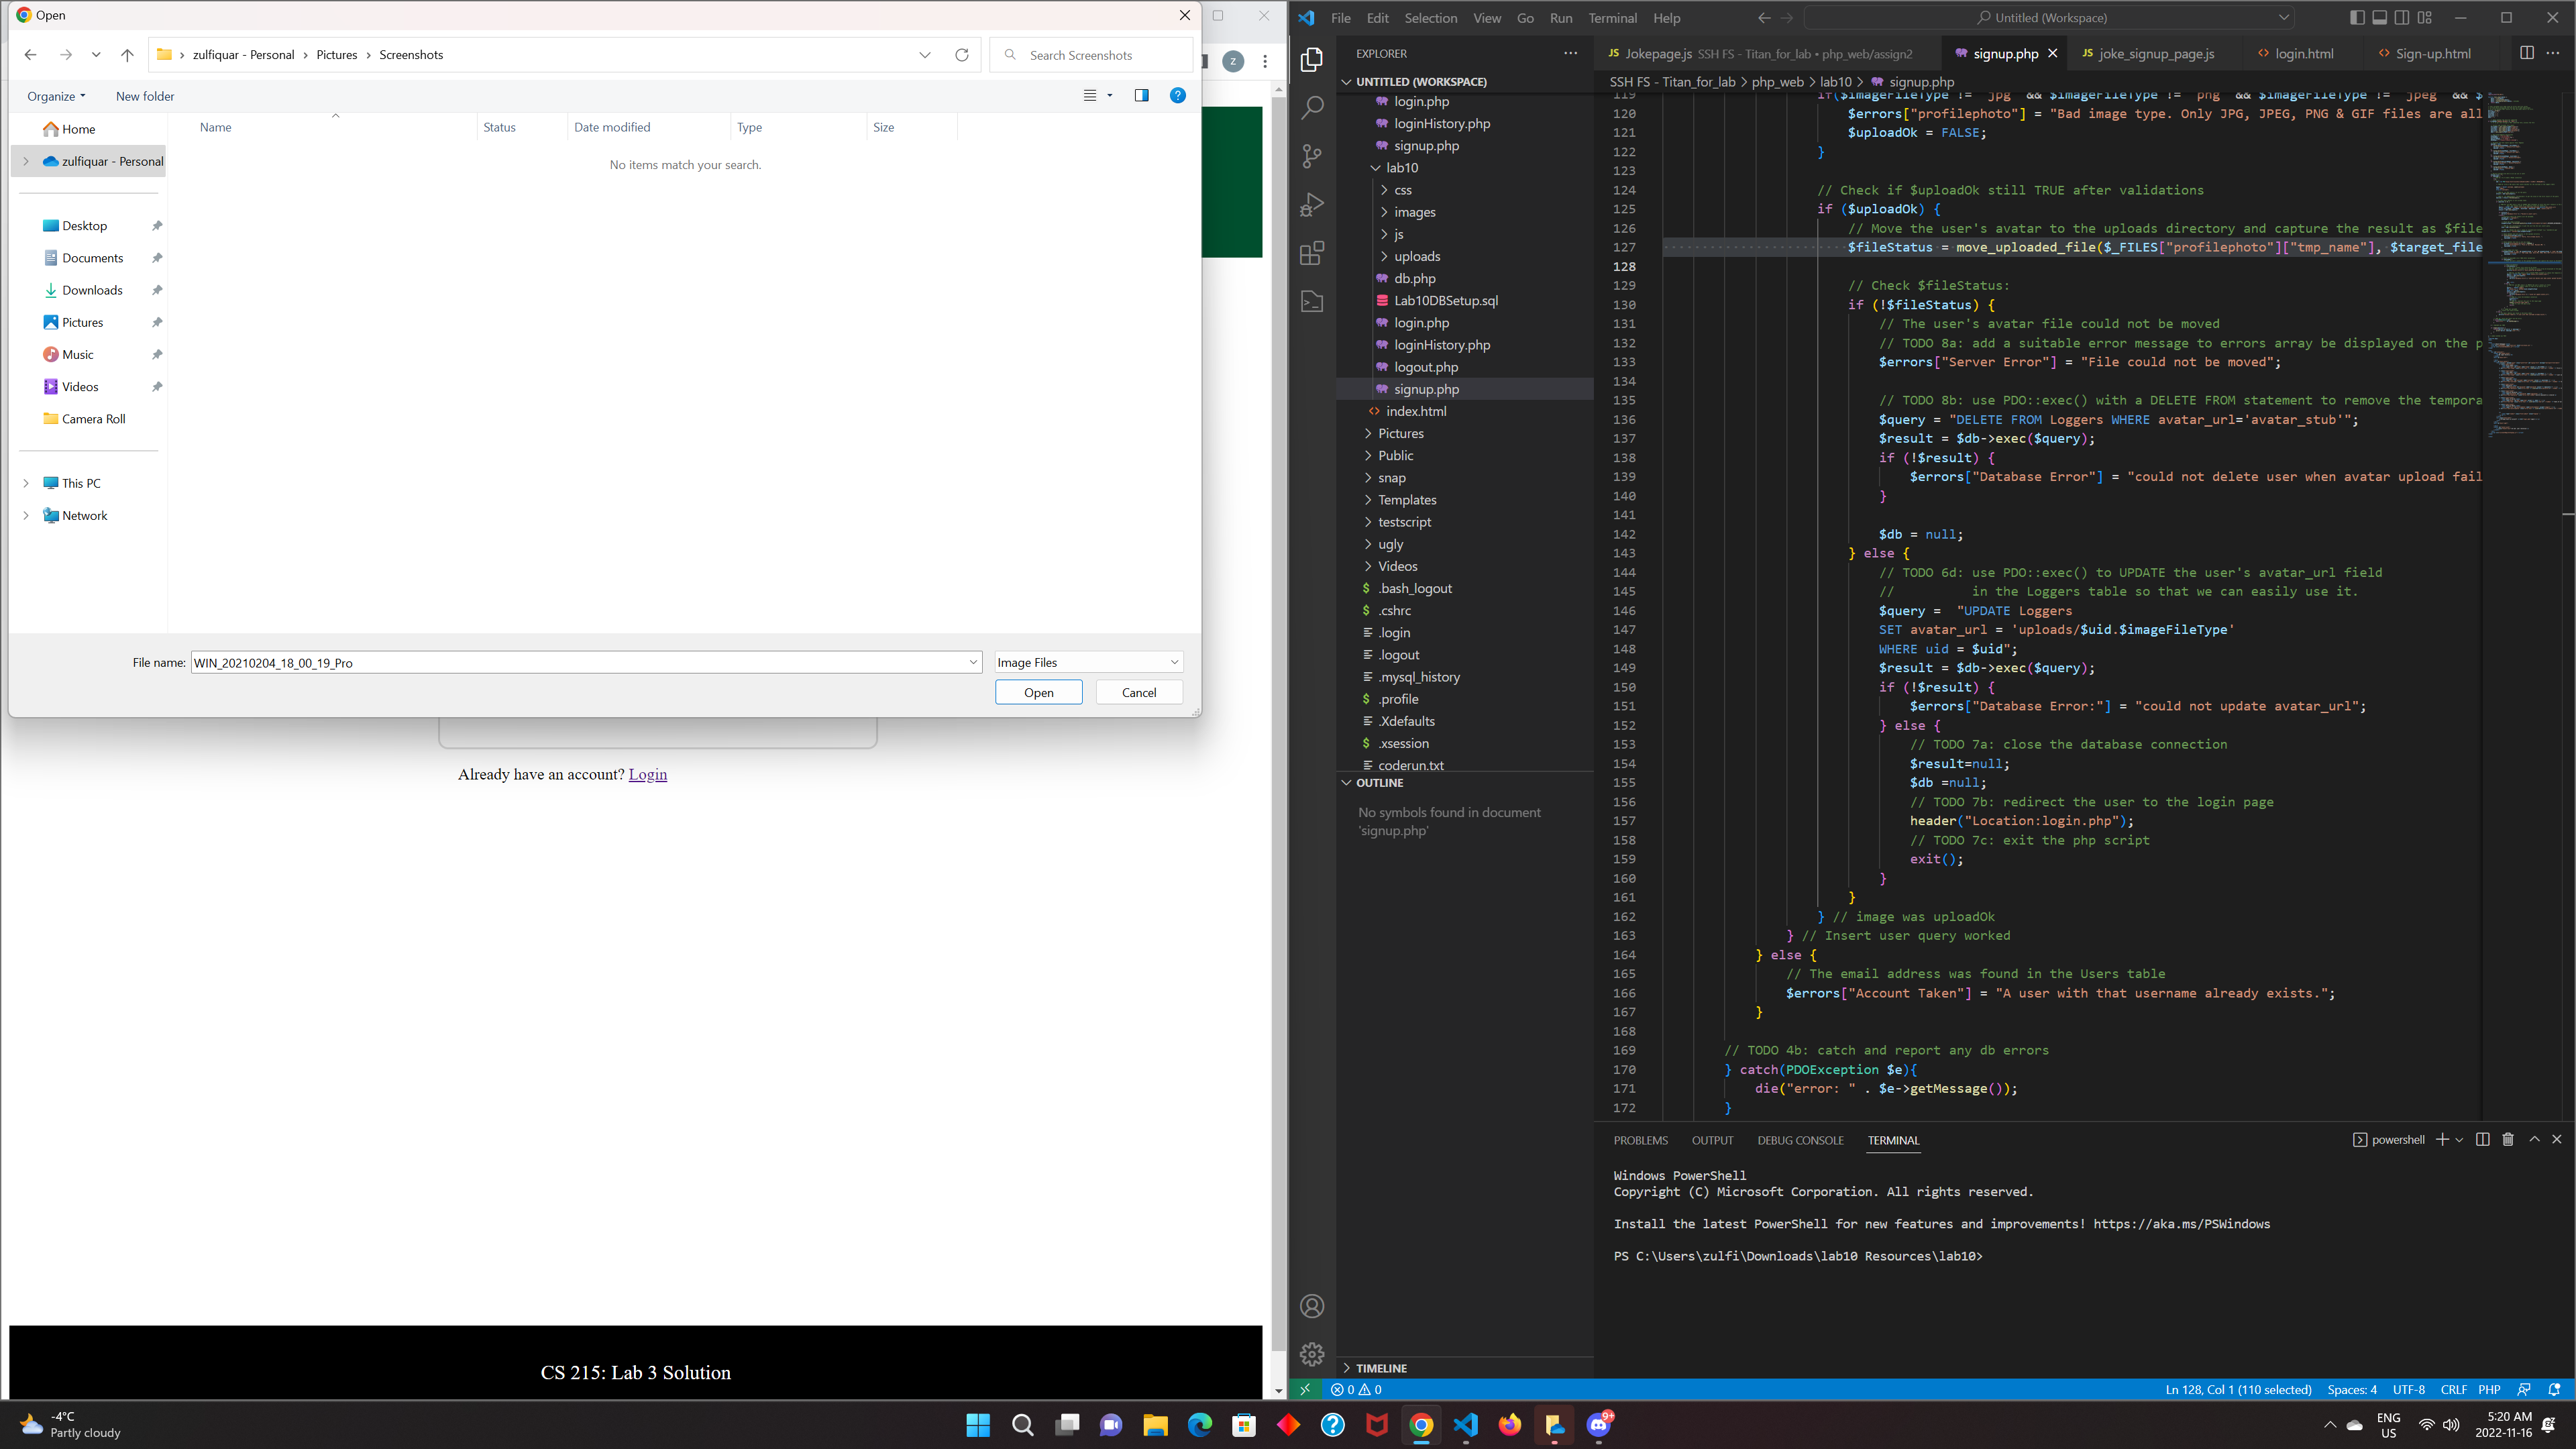 Open
zulfiquar - Personal > Pictures > Screenshots
Search Screenshots
Organize
New folder
Name
Status
Date modified
Type
Size
No items match your search.
Home
zulfiquar - Personal
Desktop
Documents
Downloads
Pictures
Music
Videos
Camera Roll
This PC
Network
File name:
WIN_20210204_18_00_19_Pro
Image Files
Open
Cancel
Z
Already have an account? Login
CS 215: Lab 3 Solution
File Edit Selection View Go Run Terminal Help
Untitled (Workspace)
EXPLORER
UNTITLED (WORKSPACE)
login.php
loginHistory.php
signup.php
lab10
css
images
js
uploads
db.php
Lab10DBSetup.sql
login.php
loginHistory.php
logout.php
signup.php
index.html
Pictures
Public
snap
Templates
testscript
ugly
Videos
.bash_logout
.cshrc
.login
.logout
.mysql_history
.profile
.Xdefaults
.xsession
coderun.txt
OUTLINE
No symbols found in document
'signup.php'
TIMELINE
JS Jokepage.js SSH FS - Titan_for_lab • php_web/assign2
signup.php
JS joke_signup_page.js
login.html
Sign-up.html
SSH FS - Titan_for_lab > php_web > lab10 > signup.php
119 if($imageFileType != "jpg" && $imageFileType != "png" && $imageFileType != "jpeg" && $
120 $errors["profilephoto"] = "Bad image type. Only JPG, JPEG, PNG & GIF files are all
121 $uploadOk = FALSE;
122 }
123
124 // Check if $uploadOk still TRUE after validations
125 if ($uploadOk) {
126 // Move the user's avatar to the uploads directory and capture the result as $file
127 $fileStatus = move_uploaded_file($_FILES["profilephoto"]["tmp_name"], $target_file
128
129 // Check $fileStatus:
130 if (!$fileStatus) {
131 // The user's avatar file could not be moved
132 // TODO 8a: add a suitable error message to errors array be displayed on the p
133 $errors["Server Error"] = "File could not be moved";
134
135 // TODO 8b: use PDO::exec() with a DELETE FROM statement to remove the tempora
136 $query = "DELETE FROM Loggers WHERE avatar_url='avatar_stub'";
137 $result = $db->exec($query);
138 if (!$result) {
139 $errors["Database Error"] = "could not delete user when avatar upload fail
140 }
141
142 $db = null;
143 } else {
144 // TODO 6d: use PDO::exec() to UPDATE the user's avatar_url field
145 // in the Loggers table so that we can easily use it.
146 $query = "UPDATE Loggers
147 SET avatar_url = 'uploads/$uid.$imageFileType'
148 WHERE uid = $uid";
149 $result = $db->exec($query);
150 if (!$result) {
151 $errors["Database Error:"] = "could not update avatar_url";
152 } else {
153 // TODO 7a: close the database connection
154 $result=null;
155 $db =null;
156 // TODO 7b: redirect the user to the login page
157 header("Location:login.php");
158 // TODO 7c: exit the php script
159 exit();
160 }
161 }
162 } // image was uploadOk
163 } // Insert user query worked
164 } else {
165 // The email address was found in the Users table
166 $errors["Account Taken"] = "A user with that username already exists.";
167 }
168
169 // TODO 4b: catch and report any db errors
170 } catch(PDOException $e){
171 die("error: " . $e->getMessage());
172 }
PROBLEMS OUTPUT DEBUG CONSOLE TERMINAL
powershell
Windows PowerShell
Copyright (C) Microsoft Corporation. All rights reserved.
Install the latest PowerShell for new features and improvements! https://aka.ms/PSWindows
PS C:\Users\zulfi\Downloads\lab10 Resources\lab10>
0 0
Ln 128, Col 1 (110 selected) Spaces: 4 UTF-8 CRLF PHP
-4°C
Partly cloudy
9+
ENG
US
5:20 AM
2022-11-16